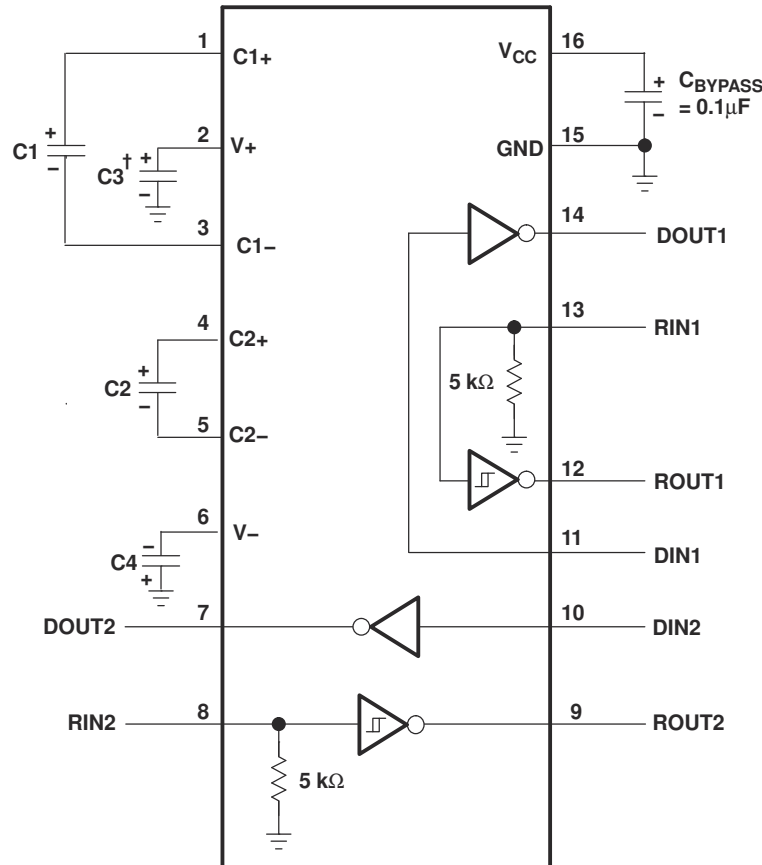 1
C1+
VCC
16
+
CBYPASS
= 0.1µF
−
+
C1
−
2
V+
C3†
+
−
15
GND
3
C1−
14
DOUT1
4
C2+
13
RIN1
+
C2
−
5 kΩ
5
C2−
12
ROUT1
6
V−
−
C4
+
11
DIN1
DOUT2
7
10
DIN2
RIN2
8
9
ROUT2
5 kΩ